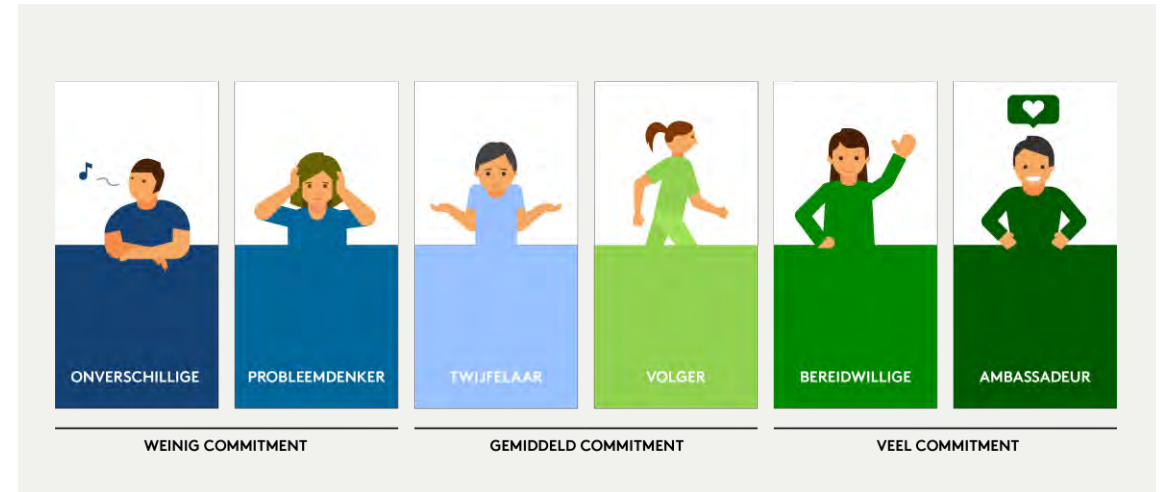 ONVERSCHILLIGE
PROBLEEMDENKER
TWIJFELAAR
VOLGER
BEREIDWILLIGE
AMBASSADEUR
WEINIG COMMITMENT
GEMIDDELD COMMITMENT
VEEL COMMITMENT